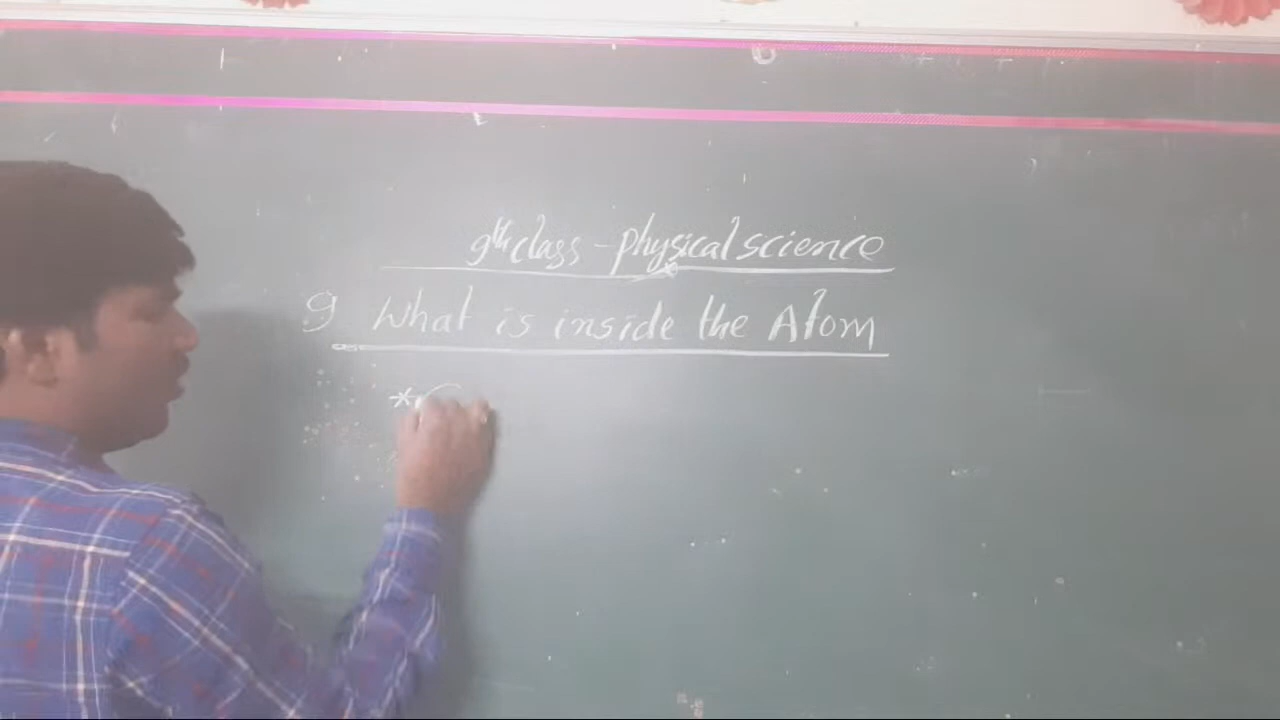 9th class - physical science
9 What is inside the Atom
*